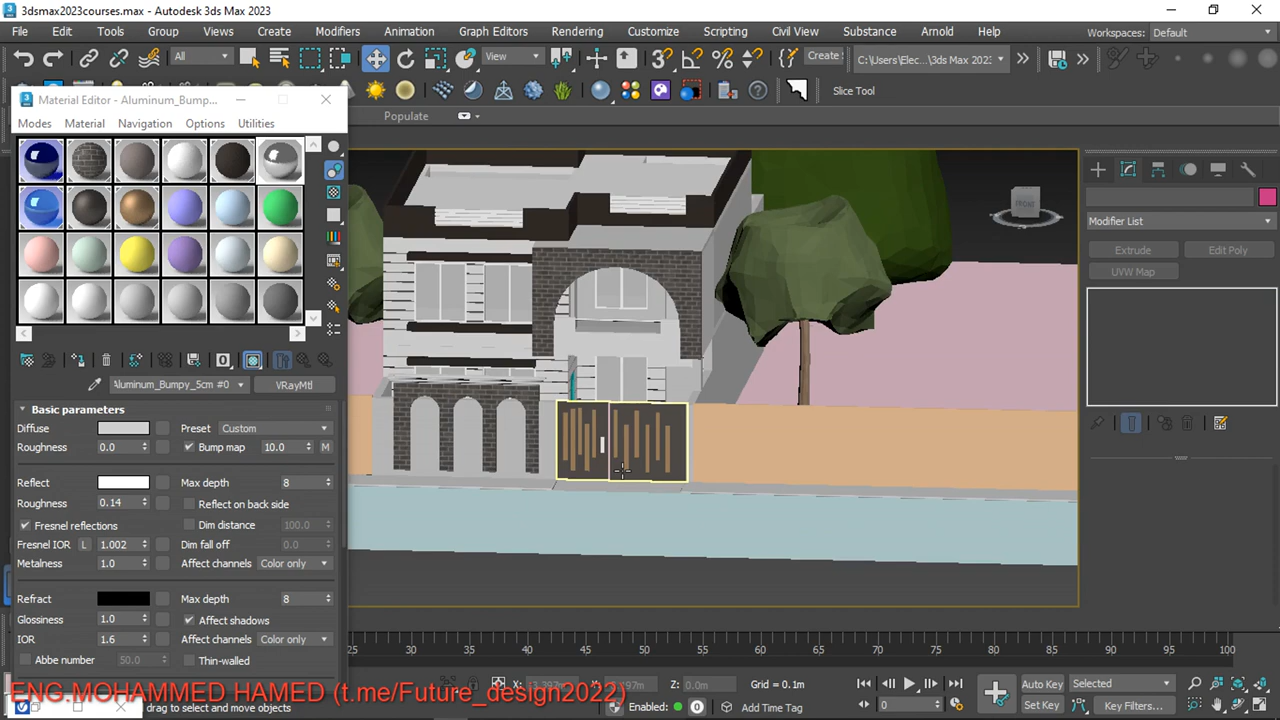 3dsmax2023courses.max - Autodesk 3ds Max 2023
File Edit Tools Group Views Create Modifiers Animation Graph Editors Rendering Customize Scripting Civil View Substance Arnold Help
Workspaces: Default
All View Create C:\Users\Elec...\3ds Max 202
Slice Tool
Populate
Material Editor - Aluminum_Bump...
Modes Material Navigation Options Utilities
FRONT
Modifier List
Extrude Edit Poly
UVW Map
Aluminum_Bumpy_5cm #0 VRayMtl
Basic parameters
Diffuse Preset Custom
Roughness 0.0 Bump map 10.0 M
Reflect Max depth 8
Roughness 0.14 Reflect on back side
Fresnel reflections Dim distance 100.0
Fresnel IOR L 1.002 Dim fall off 0.0
Metalness 1.0 Affect channels Color only
Refract Max depth 8
Glossiness 1.0 Affect shadows
IOR 1.6 Affect channels Color only
Abbe number 50.0 Thin-walled
30 35 40 45 50 55 60 65 70 75 80 85 90 95 100
ENG.MOHAMMED HAMED (t.me/Future_design2022)
X: Z: 0.0m Grid = 0.1m
drag to select and move objects
Enabled: Add Time Tag
0
Auto Key Selected
Set Key Key Filters...